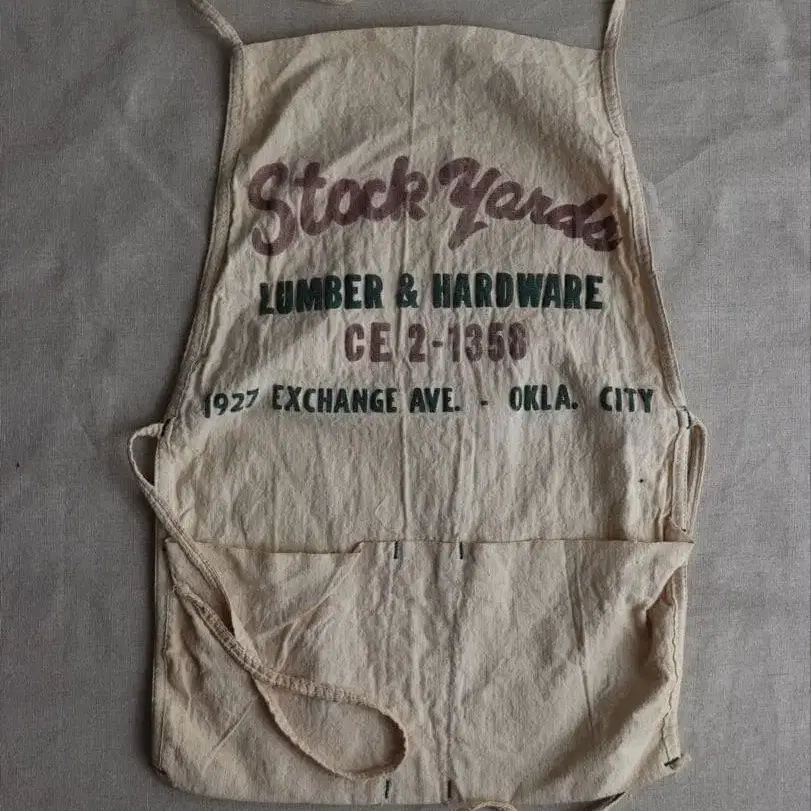 Stock Yards
LUMBER & HARDWARE
CE 2-1358
1927 EXCHANGE AVE. - OKLA. CITY